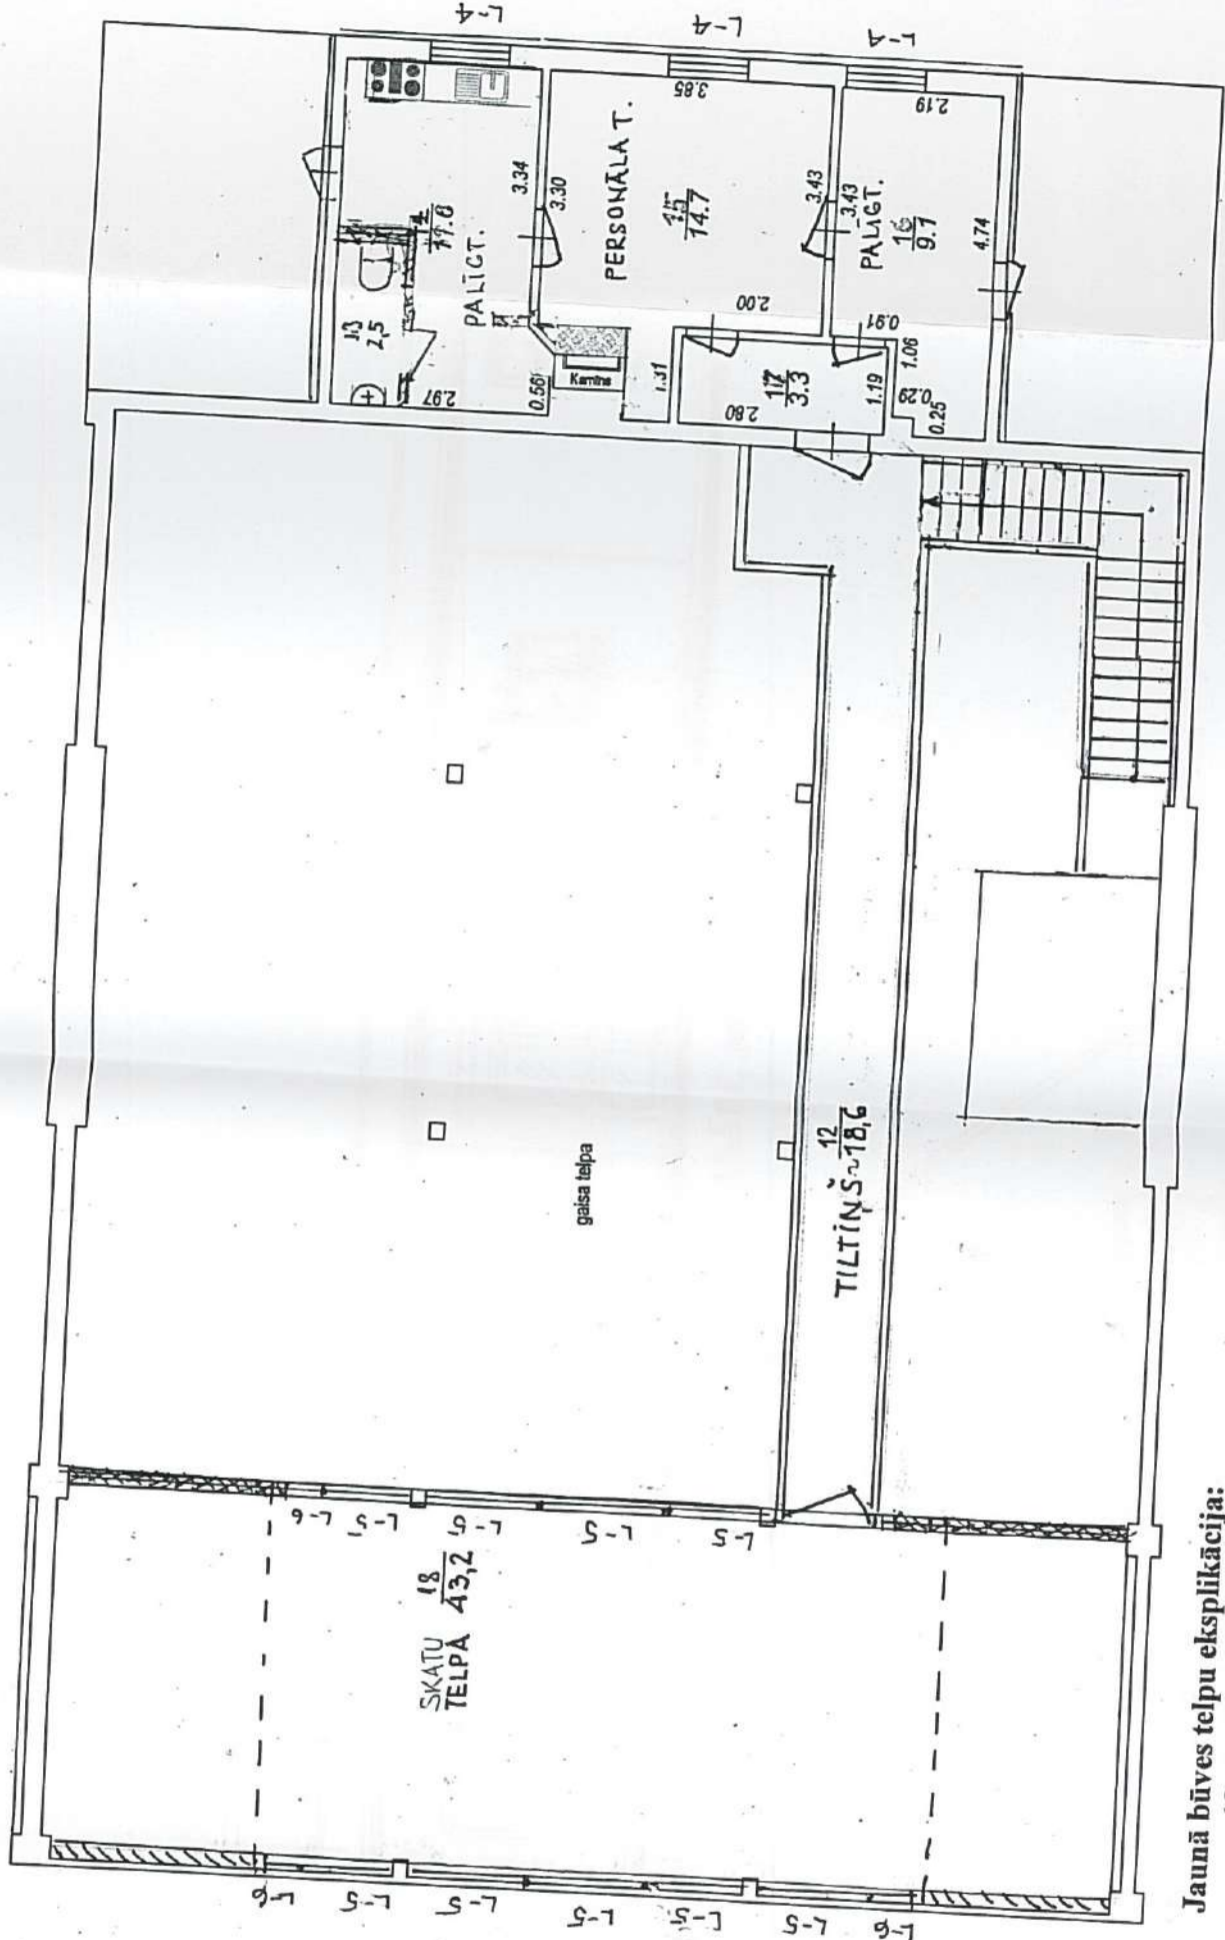 L-4
L-4
L-4
3.85
2.19
3.34
3.30
PERSONĀLA T.
15
14.7
3.43
3.43
PALĪGT.
16
9.1
4.74
PALĪGT.
13
2,5
2.97
0.56
Kamīns
1.31
2.00
2.80
17
3.3
1.19
0.91
1.06
0.29
0.25
gaisa telpa
12
TILTIŅŠ ~18,6
L-6
L-5
L-5
L-5
L-5
SKATU
TELPA
18
43,2
L-6
L-5
L-5
L-5
L-5
L-5
L-6
Jaunā būves telpu eksplikācija: